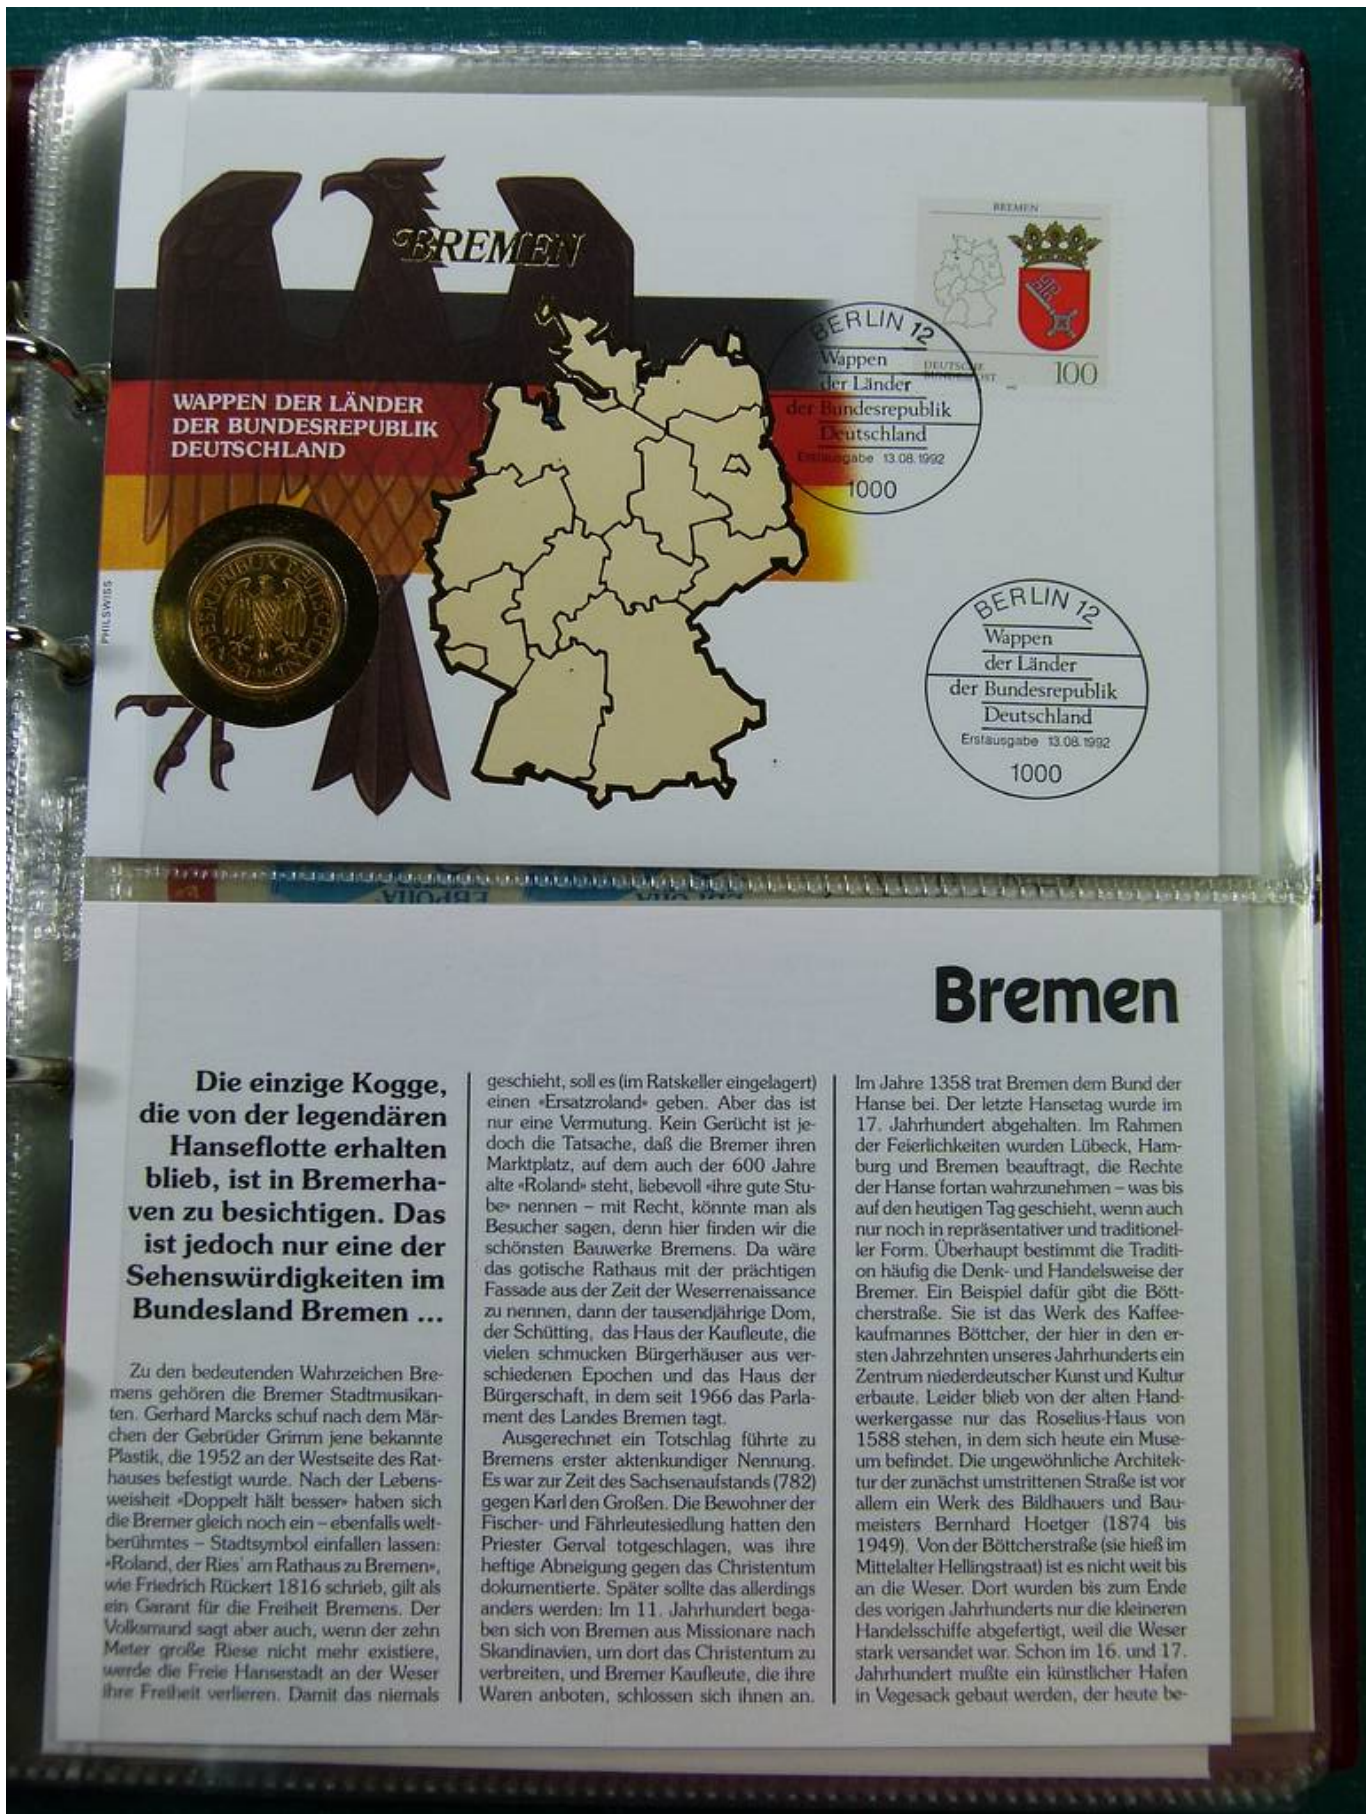 BREMEN
BREMEN
100
DEUTSCHE
BUNDESPOST
BERLIN 12
Wappen
der Länder
der Bundesrepublik
Deutschland
Erstausgabe 13.08.1992
1000
WAPPEN DER LÄNDER
DER BUNDESREPUBLIK
DEUTSCHLAND
BUNDESREPUBLIK DEUTSCHLAND
PHILSWISS
BERLIN 12
Wappen
der Länder
der Bundesrepublik
Deutschland
Erstausgabe 13.08.1992
1000
ЕВРОПА
Bremen
Die einzige Kogge,
die von der legendären
Hanseflotte erhalten
blieb, ist in Bremerha-
ven zu besichtigen. Das
ist jedoch nur eine der
Sehenswürdigkeiten im
Bundesland Bremen ...
Zu den bedeutenden Wahrzeichen Bre-
mens gehören die Bremer Stadtmusikan-
ten. Gerhard Marcks schuf nach dem Mär-
chen der Gebrüder Grimm jene bekannte
Plastik, die 1952 an der Westseite des Rat-
hauses befestigt wurde. Nach der Lebens-
weisheit «Doppelt hält besser» haben sich
die Bremer gleich noch ein – ebenfalls welt-
berühmtes – Stadtsymbol einfallen lassen:
«Roland, der Ries' am Rathaus zu Bremen»,
wie Friedrich Rückert 1816 schrieb, gilt als
ein Garant für die Freiheit Bremens. Der
Volksmund sagt aber auch, wenn der zehn
Meter große Riese nicht mehr existiere,
werde die Freie Hansestadt an der Weser
ihre Freiheit verlieren. Damit das niemals
geschieht, soll es (im Ratskeller eingelagert)
einen «Ersatzroland» geben. Aber das ist
nur eine Vermutung. Kein Gerücht ist je-
doch die Tatsache, daß die Bremer ihren
Marktplatz, auf dem auch der 600 Jahre
alte «Roland» steht, liebevoll «ihre gute Stu-
be» nennen – mit Recht, könnte man als
Besucher sagen, denn hier finden wir die
schönsten Bauwerke Bremens. Da wäre
das gotische Rathaus mit der prächtigen
Fassade aus der Zeit der Weserrenaissance
zu nennen, dann der tausendjährige Dom,
der Schütting, das Haus der Kaufleute, die
vielen schmucken Bürgerhäuser aus ver-
schiedenen Epochen und das Haus der
Bürgerschaft, in dem seit 1966 das Parla-
ment des Landes Bremen tagt.
Ausgerechnet ein Totschlag führte zu
Bremens erster aktenkundiger Nennung.
Es war zur Zeit des Sachsenaufstands (782)
gegen Karl den Großen. Die Bewohner der
Fischer- und Fährleutesiedlung hatten den
Priester Gerval totgeschlagen, was ihre
heftige Abneigung gegen das Christentum
dokumentierte. Später sollte das allerdings
anders werden: Im 11. Jahrhundert bega-
ben sich von Bremen aus Missionare nach
Skandinavien, um dort das Christentum zu
verbreiten, und Bremer Kaufleute, die ihre
Waren anboten, schlossen sich ihnen an.
Im Jahre 1358 trat Bremen dem Bund der
Hanse bei. Der letzte Hansetag wurde im
17. Jahrhundert abgehalten. Im Rahmen
der Feierlichkeiten wurden Lübeck, Ham-
burg und Bremen beauftragt, die Rechte
der Hanse fortan wahrzunehmen – was bis
auf den heutigen Tag geschieht, wenn auch
nur noch in repräsentativer und traditionel-
ler Form. Überhaupt bestimmt die Traditi-
on häufig die Denk- und Handelsweise der
Bremer. Ein Beispiel dafür gibt die Bött-
cherstraße. Sie ist das Werk des Kaffee-
kaufmannes Böttcher, der hier in den er-
sten Jahrzehnten unseres Jahrhunderts ein
Zentrum niederdeutscher Kunst und Kultur
erbaute. Leider blieb von der alten Hand-
werkergasse nur das Roselius-Haus von
1588 stehen, in dem sich heute ein Muse-
um befindet. Die ungewöhnliche Architek-
tur der zunächst umstrittenen Straße ist vor
allem ein Werk des Bildhauers und Bau-
meisters Bernhard Hoetger (1874 bis
1949). Von der Böttcherstraße (sie hieß im
Mittelalter Hellingstraat) ist es nicht weit bis
an die Weser. Dort wurden bis zum Ende
des vorigen Jahrhunderts nur die kleineren
Handelsschiffe abgefertigt, weil die Weser
stark versandet war. Schon im 16. und 17.
Jahrhundert mußte ein künstlicher Hafen
in Vegesack gebaut werden, der heute be-